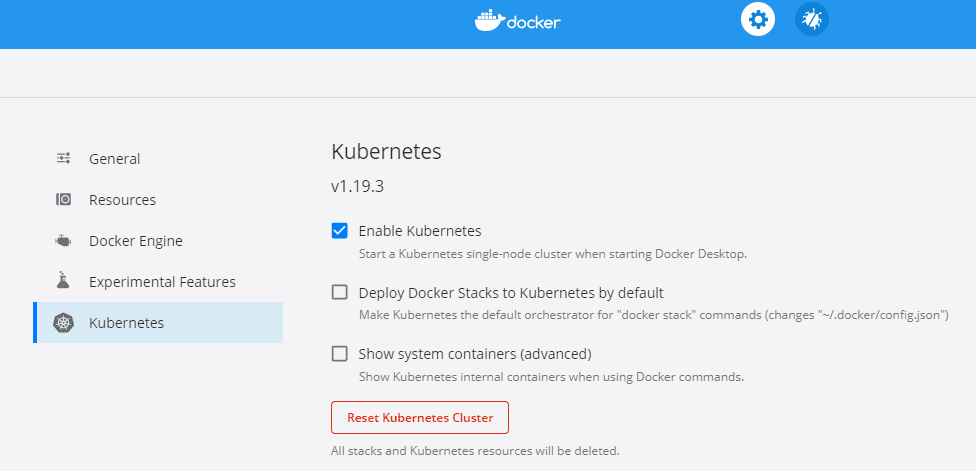 docker
General
Resources
Docker Engine
Experimental Features
Kubernetes
Kubernetes
v1.19.3
Enable Kubernetes
Start a Kubernetes single-node cluster when starting Docker Desktop.
Deploy Docker Stacks to Kubernetes by default
Make Kubernetes the default orchestrator for "docker stack" commands (changes "~/.docker/config.json")
Show system containers (advanced)
Show Kubernetes internal containers when using Docker commands.
Reset Kubernetes Cluster
All stacks and Kubernetes resources will be deleted.